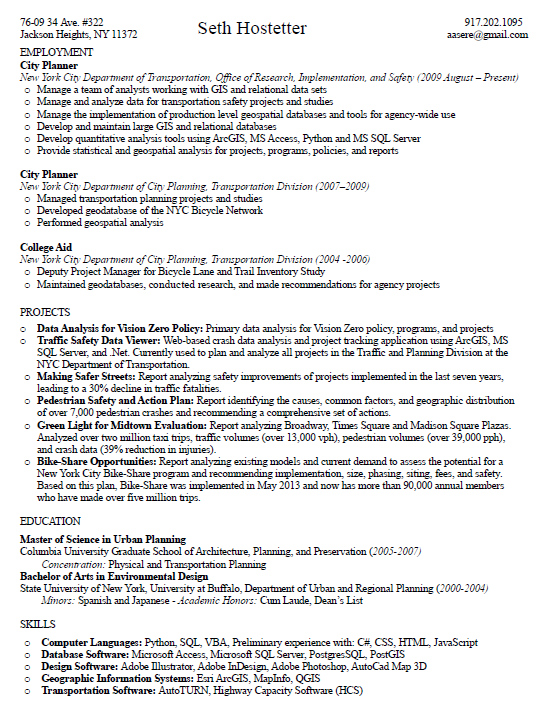 76-09 34 Ave. #322
Jackson Heights, NY 11372
Seth Hostetter
917.202.1095
aasere@gmail.com
EMPLOYMENT
City Planner
New York City Department of Transportation, Office of Research, Implementation, and Safety (2009 August – Present)
o Manage a team of analysts working with GIS and relational data sets
o Manage and analyze data for transportation safety projects and studies
o Manage the implementation of production level geospatial databases and tools for agency-wide use
o Develop and maintain large GIS and relational databases
o Develop quantitative analysis tools using ArcGIS, MS Access, Python and MS SQL Server
o Provide statistical and geospatial analysis for projects, programs, policies, and reports
City Planner
New York City Department of City Planning, Transportation Division (2007–2009)
o Managed transportation planning projects and studies
o Developed geodatabase of the NYC Bicycle Network
o Performed geospatial analysis
College Aid
New York City Department of City Planning, Transportation Division (2004 -2006)
o Deputy Project Manager for Bicycle Lane and Trail Inventory Study
o Maintained geodatabases, conducted research, and made recommendations for agency projects
PROJECTS
o Data Analysis for Vision Zero Policy: Primary data analysis for Vision Zero policy, programs, and projects
o Traffic Safety Data Viewer: Web-based crash data analysis and project tracking application using ArcGIS, MS
SQL Server, and .Net. Currently used to plan and analyze all projects in the Traffic and Planning Division at the
NYC Department of Transportation.
o Making Safer Streets: Report analyzing safety improvements of projects implemented in the last seven years,
leading to a 30% decline in traffic fatalities.
o Pedestrian Safety and Action Plan: Report identifying the causes, common factors, and geographic distribution
of over 7,000 pedestrian crashes and recommending a comprehensive set of actions.
o Green Light for Midtown Evaluation: Report analyzing Broadway, Times Square and Madison Square Plazas.
Analyzed over two million taxi trips, traffic volumes (over 13,000 vph), pedestrian volumes (over 39,000 pph),
and crash data (39% reduction in injuries).
o Bike-Share Opportunities: Report analyzing existing models and current demand to assess the potential for a
New York City Bike-Share program and recommending implementation, size, phasing, siting, fees, and safety.
Based on this plan, Bike-Share was implemented in May 2013 and now has more than 90,000 annual members
who have made over five million trips.
EDUCATION
Master of Science in Urban Planning
Columbia University Graduate School of Architecture, Planning, and Preservation (2005-2007)
Concentration: Physical and Transportation Planning
Bachelor of Arts in Environmental Design
State University of New York, University at Buffalo, Department of Urban and Regional Planning (2000-2004)
Minors: Spanish and Japanese - Academic Honors: Cum Laude, Dean's List
SKILLS
o Computer Languages: Python, SQL, VBA, Preliminary experience with: C#, CSS, HTML, JavaScript
o Database Software: Microsoft Access, Microsoft SQL Server, PostgresSQL, PostGIS
o Design Software: Adobe Illustrator, Adobe InDesign, Adobe Photoshop, AutoCad Map 3D
o Geographic Information Systems: Esri ArcGIS, MapInfo, QGIS
o Transportation Software: AutoTURN, Highway Capacity Software (HCS)